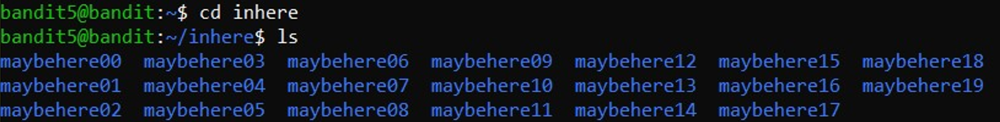 bandit5@bandit:~$ cd inhere
bandit5@bandit:~/inhere$ ls
maybehere00  maybehere03  maybehere06  maybehere09  maybehere12  maybehere15  maybehere18
maybehere01  maybehere04  maybehere07  maybehere10  maybehere13  maybehere16  maybehere19
maybehere02  maybehere05  maybehere08  maybehere11  maybehere14  maybehere17